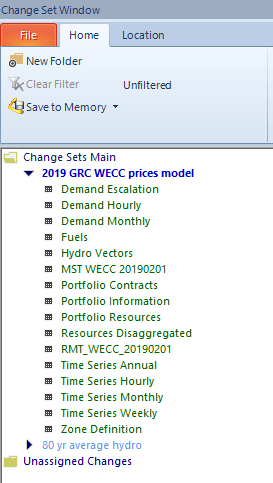 Change Set Window
File Home Location
New Folder
Clear Filter Unfiltered
Save to Memory
Change Sets Main
2019 GRC WECC prices model
Demand Escalation
Demand Hourly
Demand Monthly
Fuels
Hydro Vectors
MST WECC 20190201
Portfolio Contracts
Portfolio Information
Portfolio Resources
Resources Disaggregated
RMT_WECC_20190201
Time Series Annual
Time Series Hourly
Time Series Monthly
Time Series Weekly
Zone Definition
80 yr average hydro
Unassigned Changes